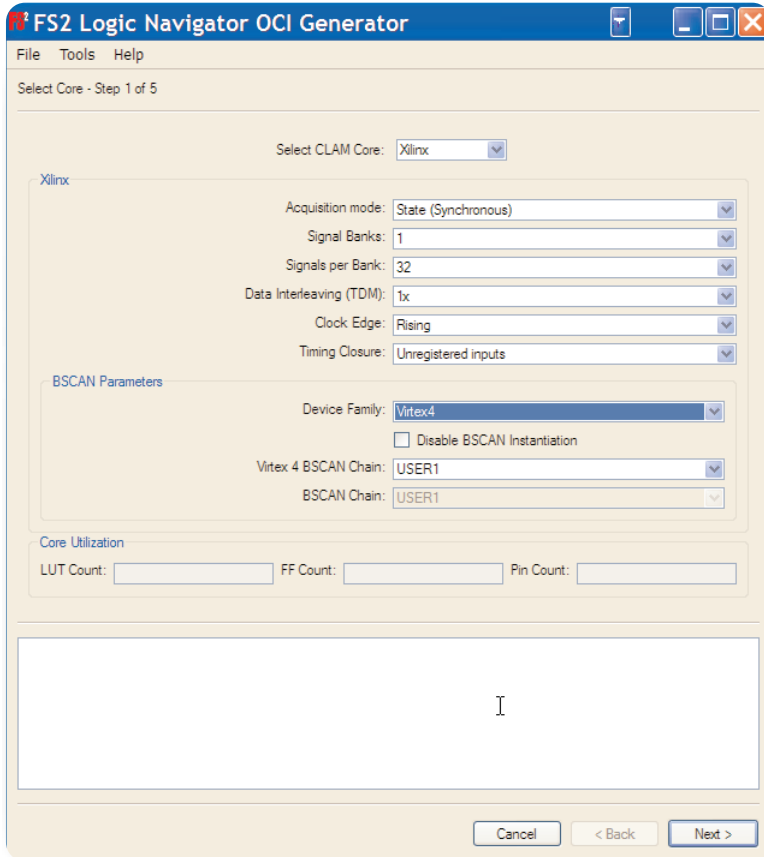 FS2 FS2 Logic Navigator OCI Generator
File Tools Help
Select Core - Step 1 of 5
Select CLAM Core: Xilinx
Xilinx
Acquisition mode: State (Synchronous)
Signal Banks: 1
Signals per Bank: 32
Data Interleaving (TDM): 1x
Clock Edge: Rising
Timing Closure: Unregistered inputs
BSCAN Parameters
Device Family: Virtex4
Disable BSCAN Instantiation
Virtex 4 BSCAN Chain: USER1
BSCAN Chain: USER1
Core Utilization
LUT Count: FF Count: Pin Count:
Cancel < Back Next >